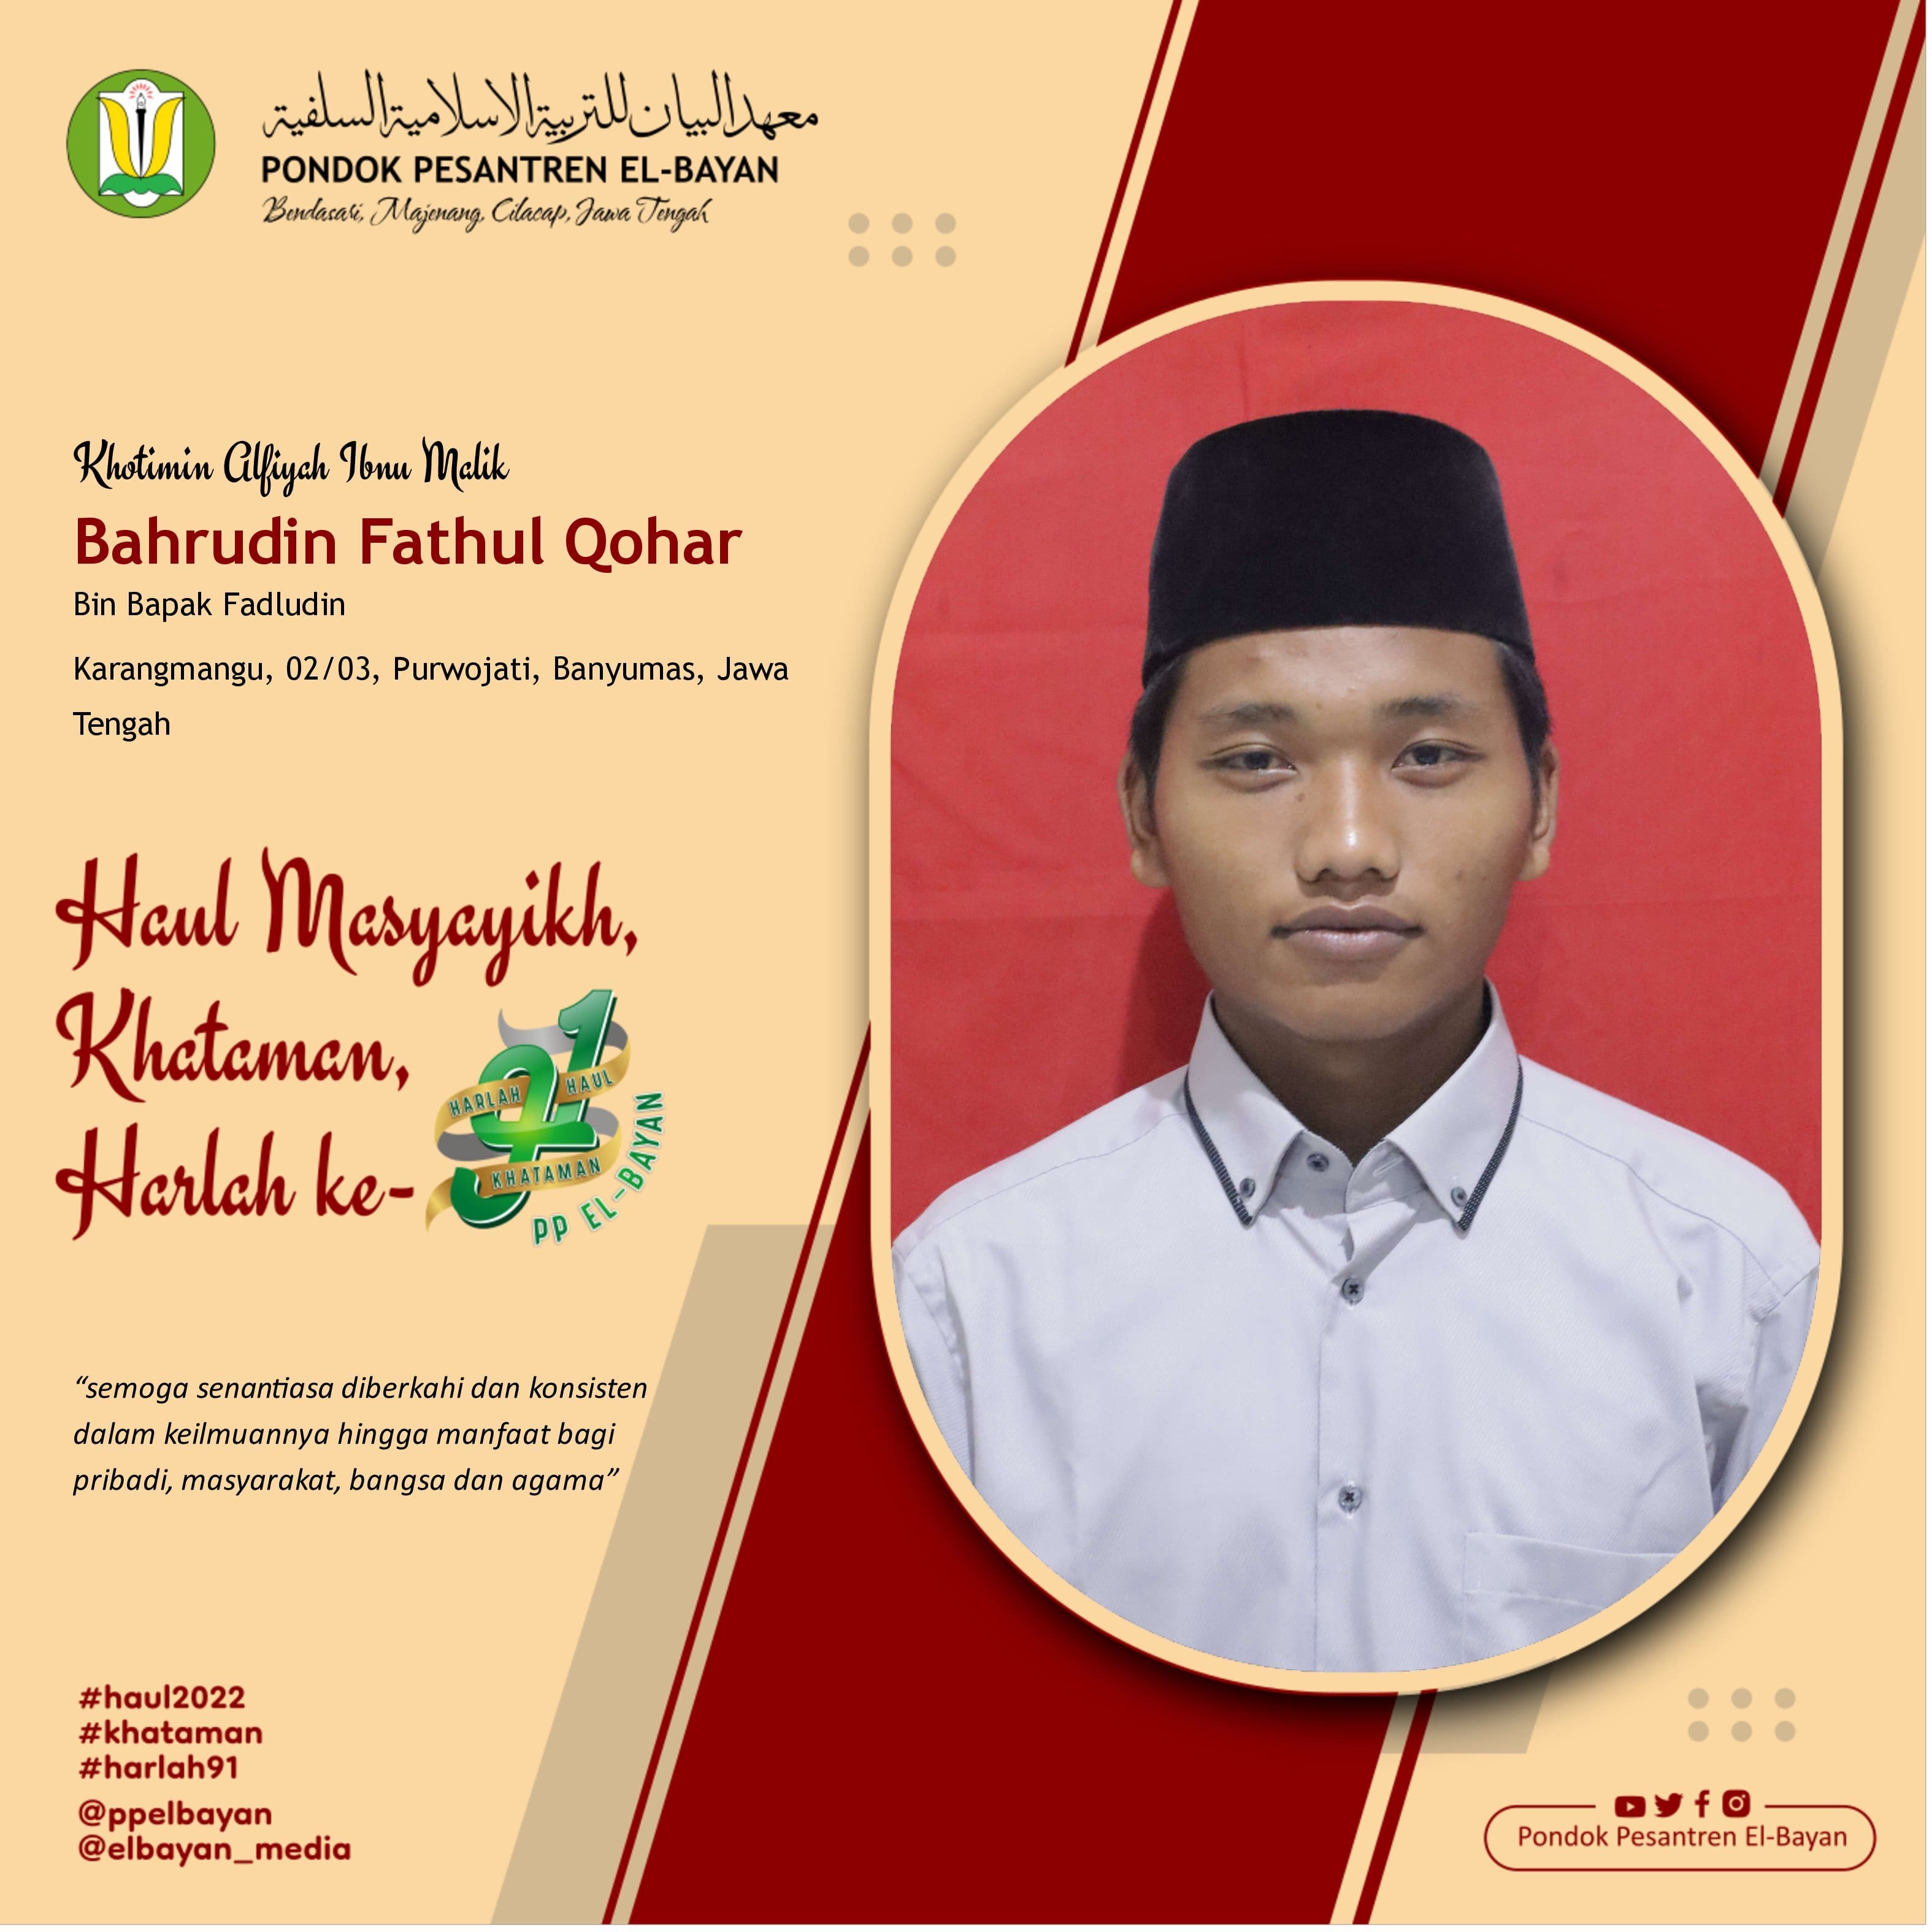 معهد البيان للتربية الاسلامية السلفية
PONDOK PESANTREN EL-BAYAN
Bendasari, Majenang, Cilacap, Jawa Tengah
Khotimin Alfiyah Ibnu Malik
Bahrudin Fathul Qohar
Bin Bapak Fadludin
Karangmangu, 02/03, Purwojati, Banyumas, Jawa
Tengah
Haul Masyayikh,
Khataman,
Harlah ke-
91
HARLAH HAUL
KHATAMAN
PP EL-BAYAN
“semoga senantiasa diberkahi dan konsisten
dalam keilmuannya hingga manfaat bagi
pribadi, masyarakat, bangsa dan agama”
#haul2022
#khataman
#harlah91
@ppelbayan
@elbayan_media
Pondok Pesantren El-Bayan